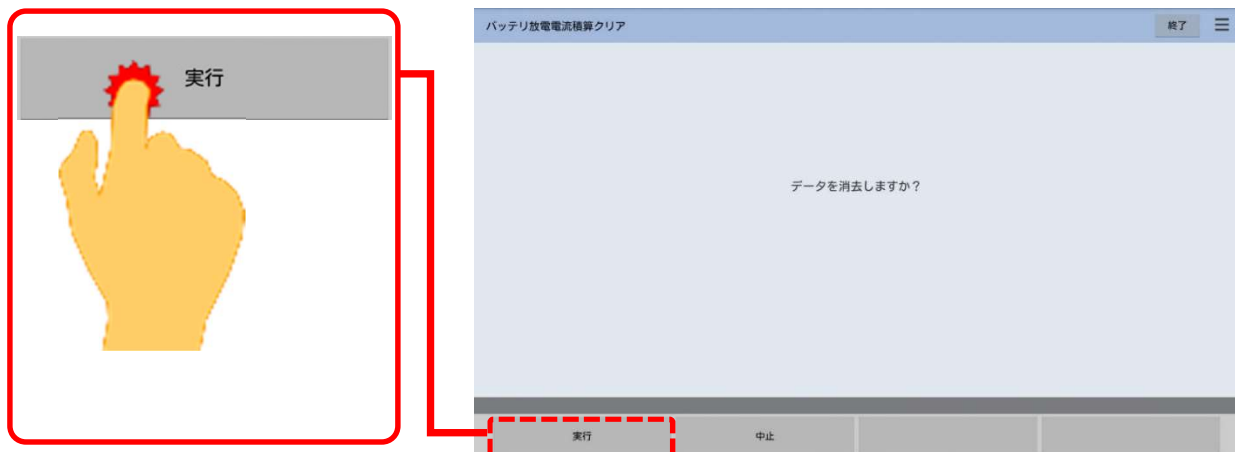 実行
バッテリ放電電流積算クリア
終了
データを消去しますか？
実行
中止